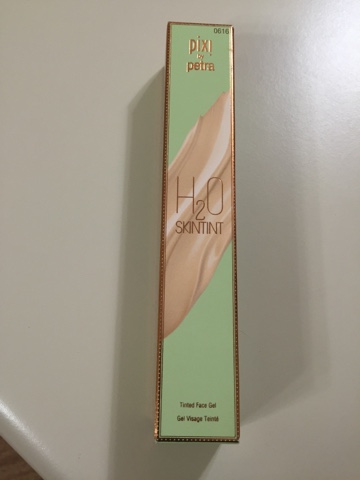 0616
pixi
BY
petra
H2O
SKINTINT
Tinted Face Gel
Gel Visage Teinté